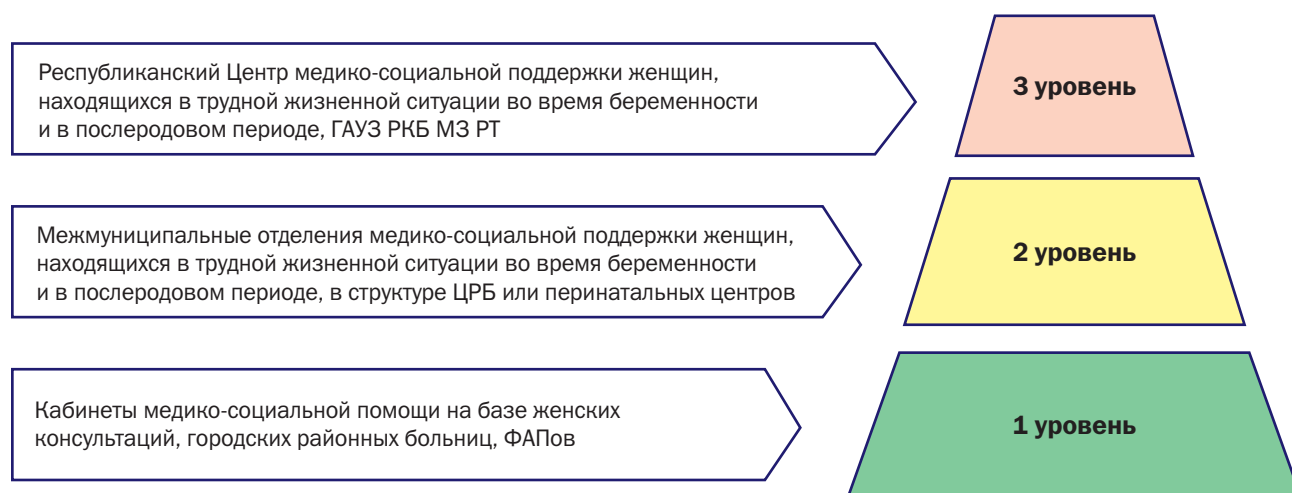 Республиканский Центр медико-социальной поддержки женщин,
находящихся в трудной жизненной ситуации во время беременности
и в послеродовом периоде, ГАУЗ РКБ МЗ РТ
3 уровень
Межмуниципальные отделения медико-социальной поддержки женщин,
находящихся в трудной жизненной ситуации во время беременности
и в послеродовом периоде, в структуре ЦРБ или перинатальных центров
2 уровень
Кабинеты медико-социальной помощи на базе женских
консультаций, городских районных больниц, ФАПов
1 уровень